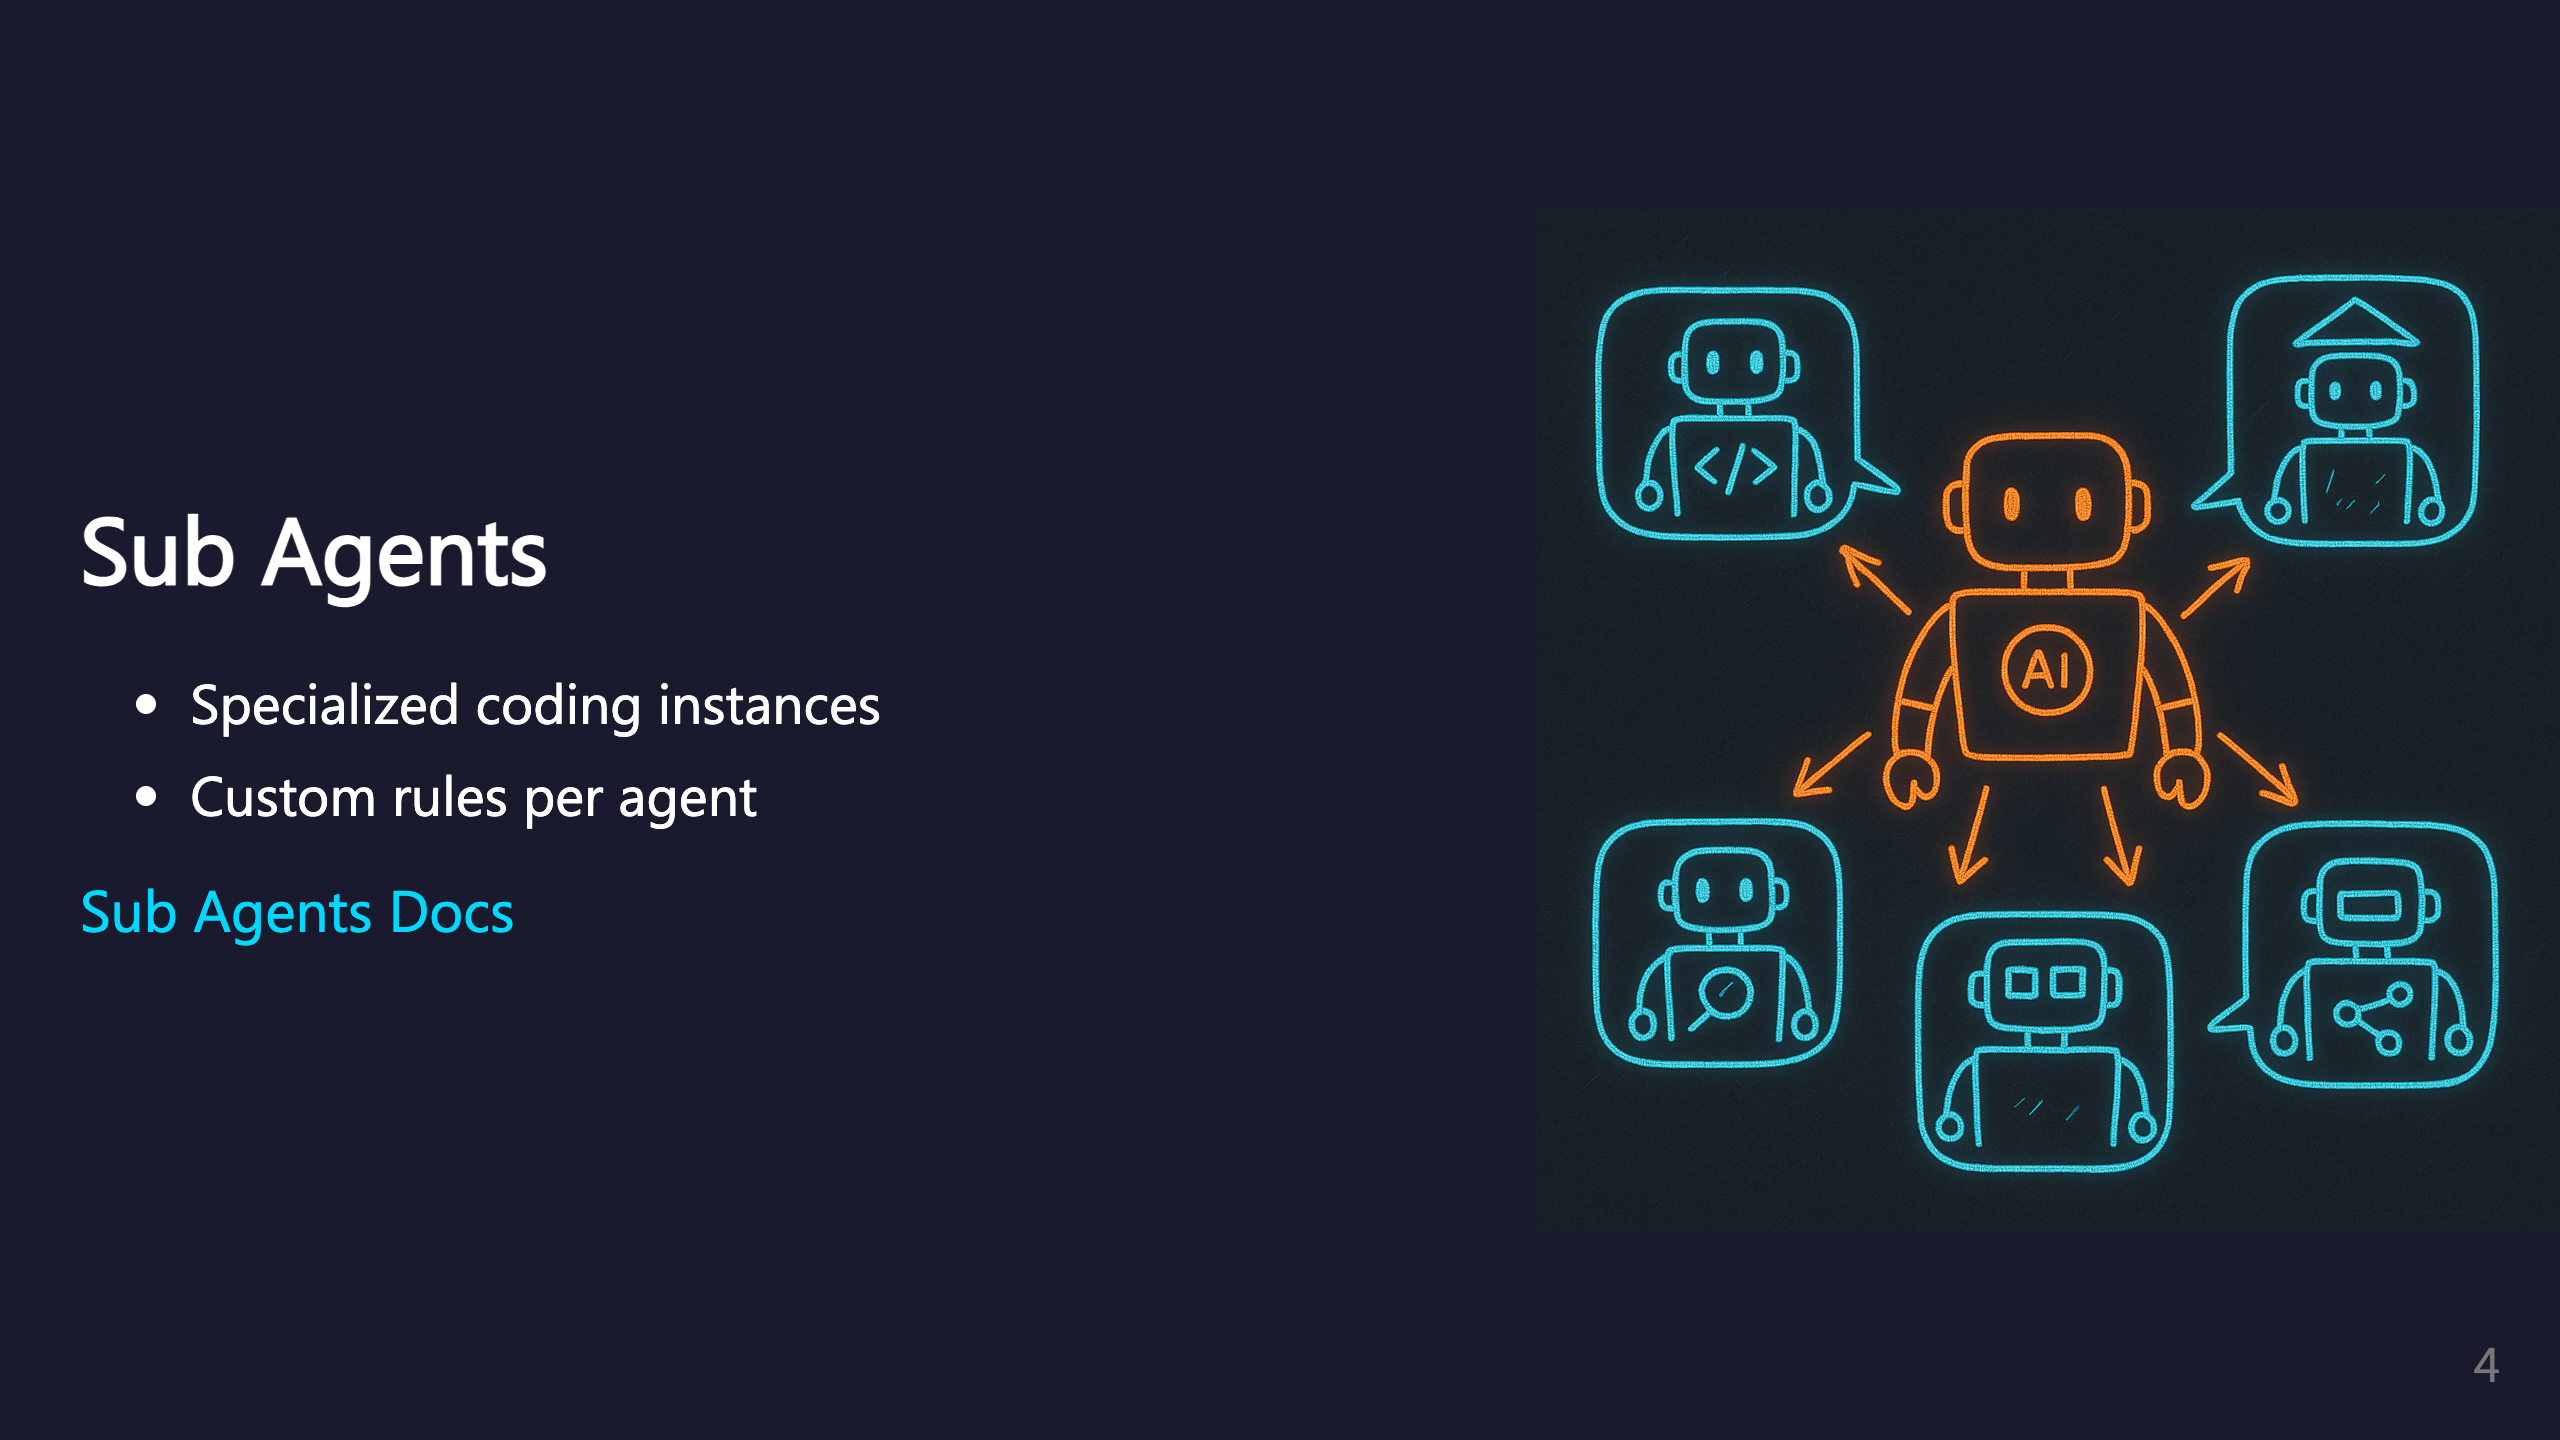 Sub Agents
• Specialized coding instances
• Custom rules per agent
Sub Agents Docs
</>
AI
4